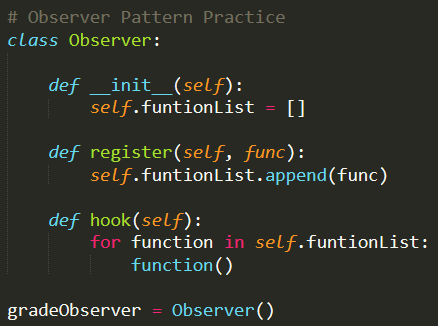 # Observer Pattern Practice
class Observer:
    def __init__(self):
        self.funtionList = []
    def register(self, func):
        self.funtionList.append(func)
    def hook(self):
        for function in self.funtionList:
            function()
gradeObserver = Observer()